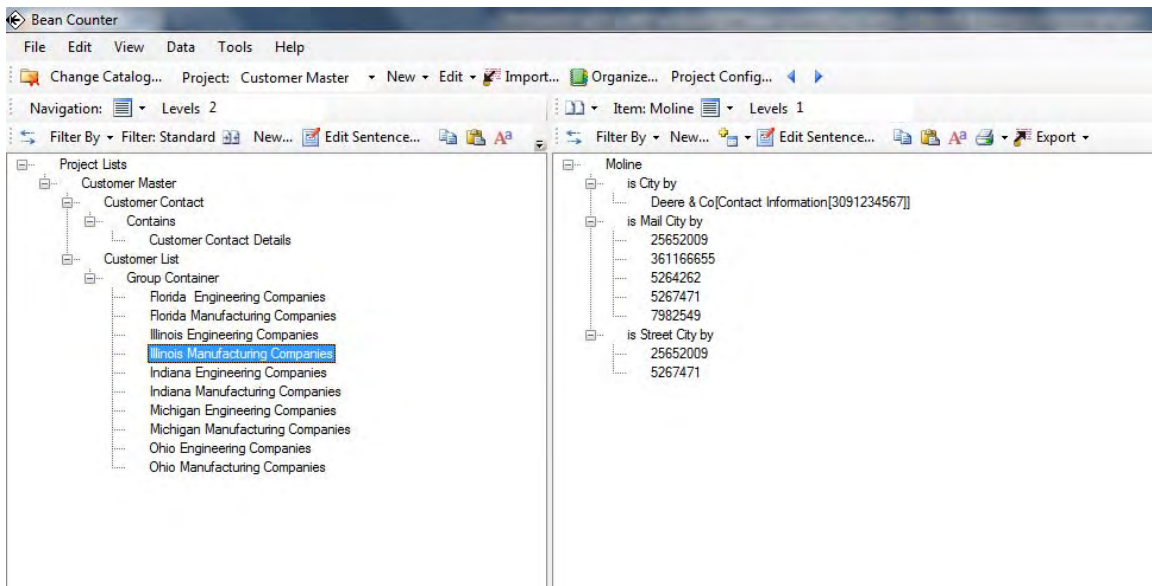 Bean Counter
File Edit View Data Tools Help
Change Catalog... Project: Customer Master New Edit Import... Organize... Project Config...
Navigation: Levels 2
Item: Moline Levels 1
Filter By Filter: Standard New... Edit Sentence... Aª
Filter By New... Edit Sentence... Aª Export
Project Lists
Customer Master
Customer Contact
Contains
Customer Contact Details
Customer List
Group Container
Florida Engineering Companies
Florida Manufacturing Companies
Illinois Engineering Companies
Illinois Manufacturing Companies
Indiana Engineering Companies
Indiana Manufacturing Companies
Michigan Engineering Companies
Michigan Manufacturing Companies
Ohio Engineering Companies
Ohio Manufacturing Companies
Moline
is City by
Deere & Co[Contact Information[3091234567]]
is Mail City by
25652009
361166655
5264262
5267471
7982549
is Street City by
25652009
5267471